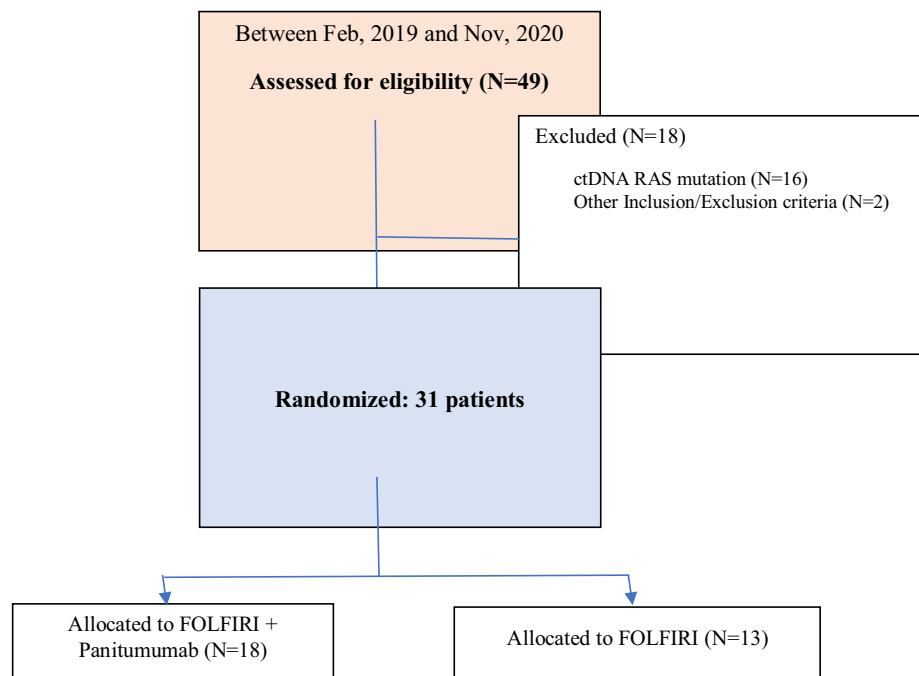 Between Feb, 2019 and Nov, 2020
Assessed for eligibility (N=49)
Excluded (N=18)
ctDNA RAS mutation (N=16)
Other Inclusion/Exclusion criteria (N=2)
Randomized: 31 patients
Allocated to FOLFIRI +
Panitumumab (N=18)
Allocated to FOLFIRI (N=13)